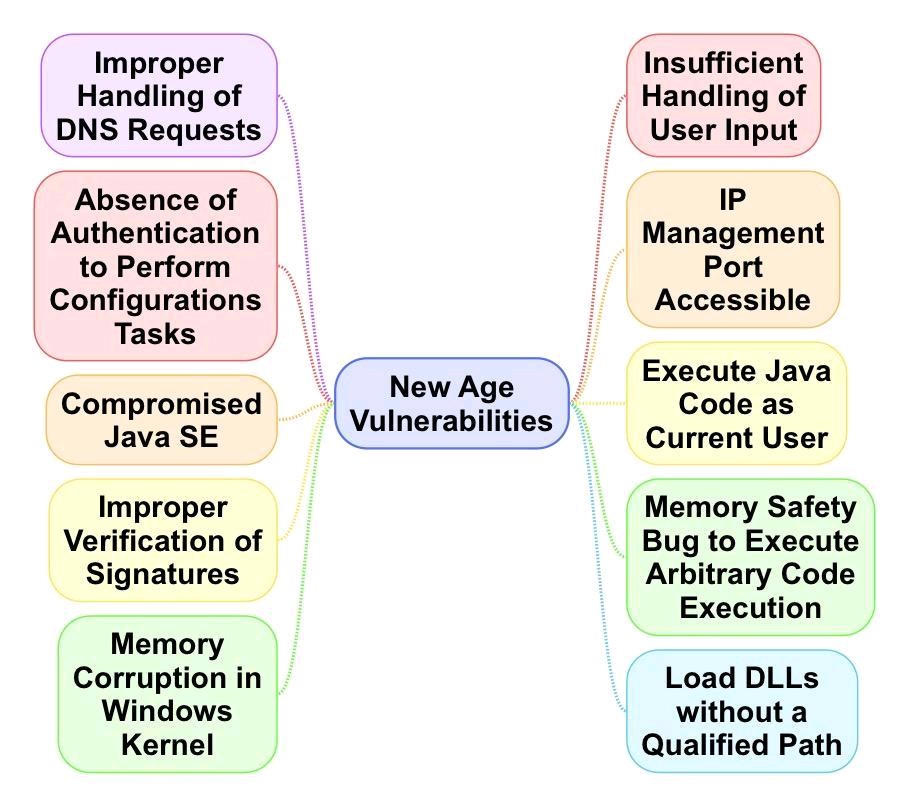 Improper
Handling of
DNS Requests
Absence of
Authentication
to Perform
Configurations
Tasks
Compromised
Java SE
Improper
Verification of
Signatures
Memory
Corruption in
Windows
Kernel
New Age
Vulnerabilities
Insufficient
Handling of
User Input
IP
Management
Port
Accessible
Execute Java
Code as
Current User
Memory Safety
Bug to Execute
Arbitrary Code
Execution
Load DLLs
without a
Qualified Path